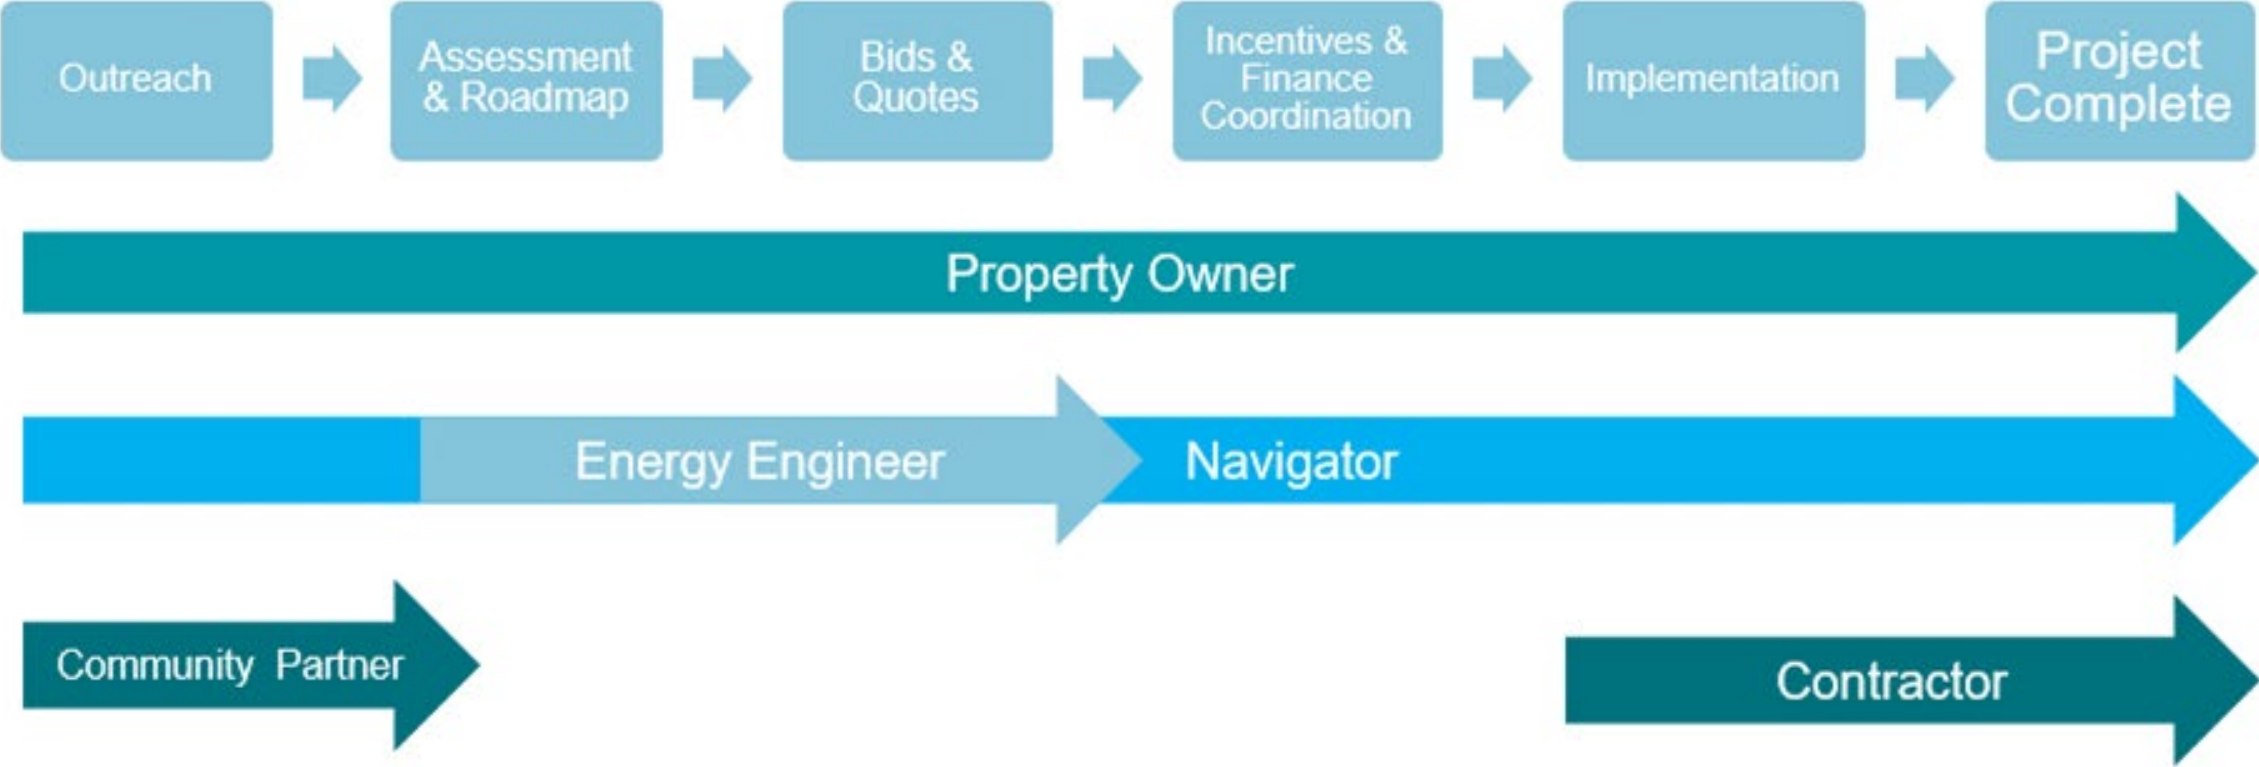 Outreach
Assessment
& Roadmap
Bids &
Quotes
Incentives &
Finance
Coordination
Implementation
Project
Complete
Property Owner
Energy Engineer
Navigator
Community Partner
Contractor